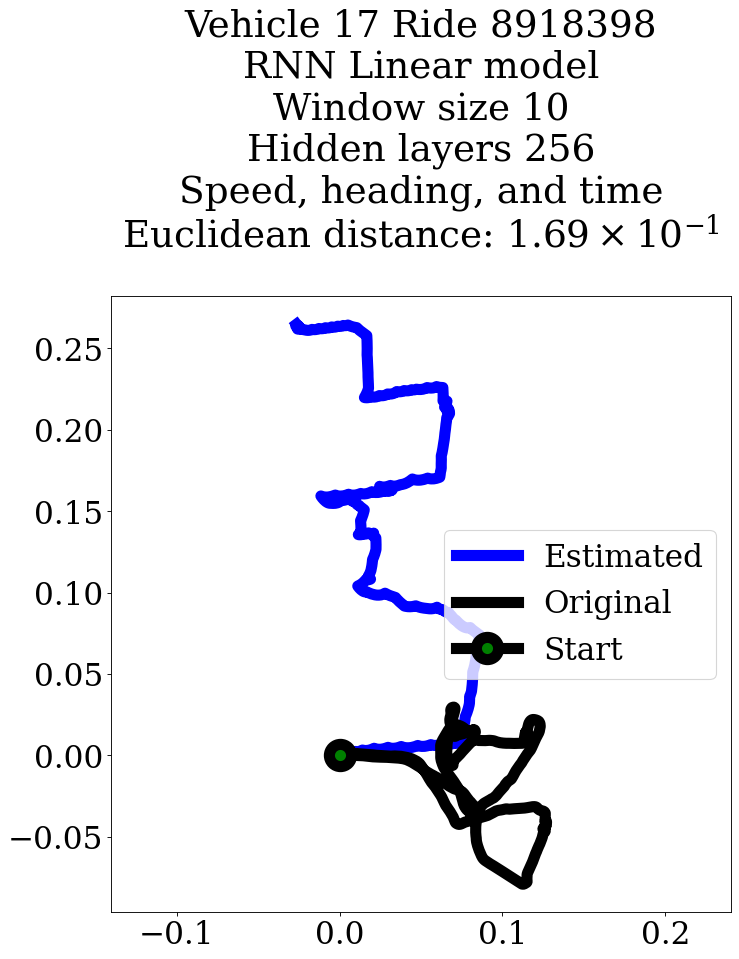 Vehicle 17 Ride 8918398
RNN Linear model
Window size 10
Hidden layers 256
Speed, heading, and time
Euclidean distance: 1.69 × 10⁻¹
0.25
0.20
0.15
0.10
0.05
0.00
−0.05
Estimated
Original
Start
−0.1
0.0
0.1
0.2